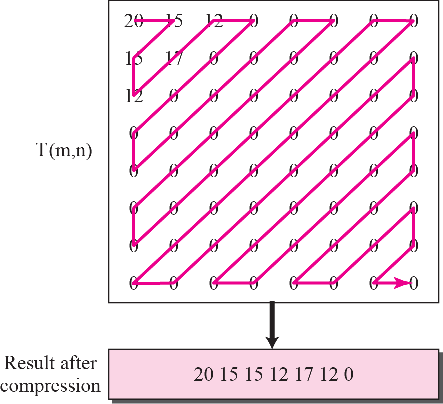 20 15 12 0 0 0 0 0
15 17 0 0 0 0 0 0
12 0 0 0 0 0 0 0
T(m,n)
0 0 0 0 0 0 0 0
0 0 0 0 0 0 0 0
0 0 0 0 0 0 0 0
0 0 0 0 0 0 0 0
0 0 0 0 0 0 0 0
Result after
compression
20 15 15 12 17 12 0